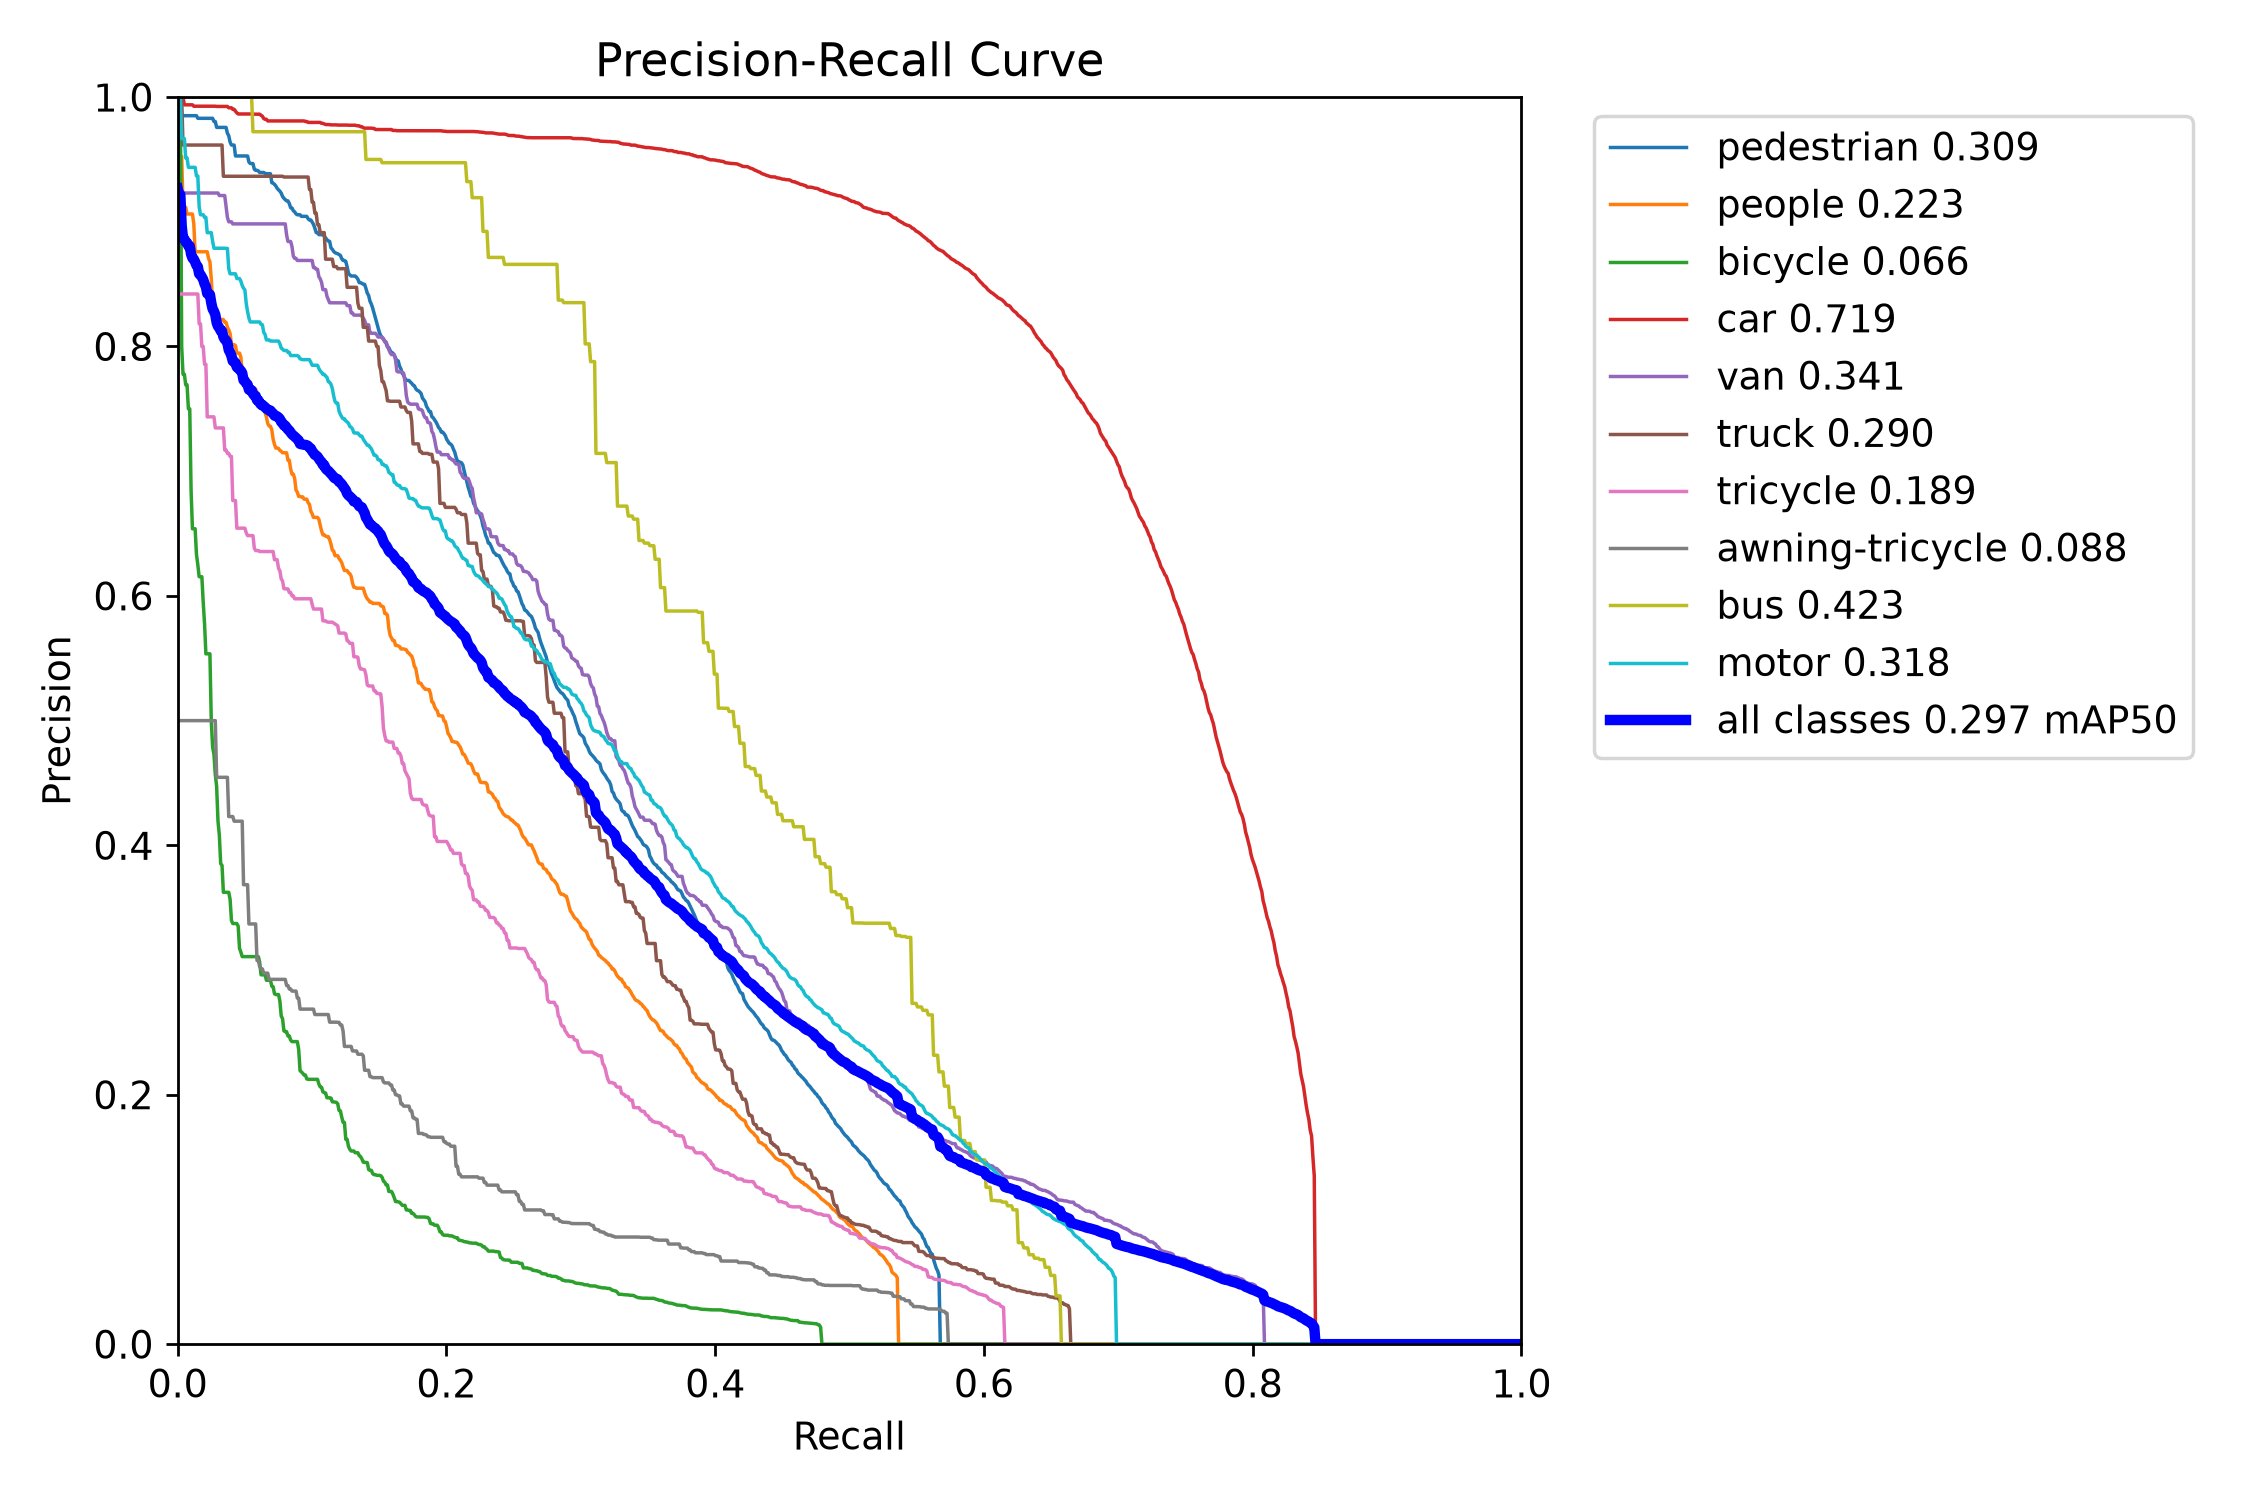 Precision-Recall Curve
1.0
0.8
0.6
0.4
0.2
0.0
Precision
0.0 0.2 0.4 0.6 0.8 1.0
Recall
pedestrian 0.309
people 0.223
bicycle 0.066
car 0.719
van 0.341
truck 0.290
tricycle 0.189
awning-tricycle 0.088
bus 0.423
motor 0.318
all classes 0.297 mAP50